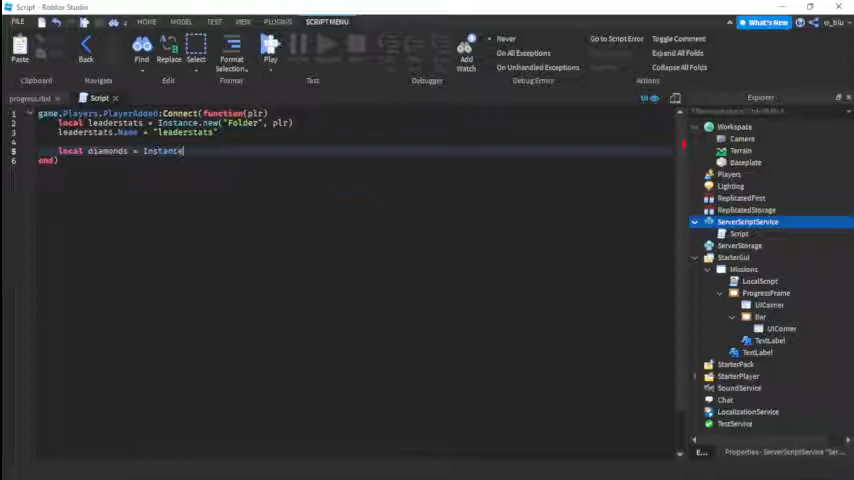 Script - Roblox Studio
FILE
HOME
MODEL
TEST
VIEW
PLUGINS
SCRIPT MENU
What's New
w_blu
Paste
Back
Find
Replace
Select
Format
Selection...
Play
Add
Watch
Never
On All Exceptions
On Unhandled Exceptions
Go to Script Error
Toggle Comment
Expand All Folds
Collapse All Folds
Clipboard
Navigate
Edit
Format
Test
Debugger
Debug Errors
Actions
Script
UI
Explorer
1 game.Players.PlayerAdded:Connect(function(plr)
2 local leaderstats = Instance.new("Folder", plr)
3 leaderstats.Name = "leaderstats"
4
5 local diamonds = Instance
6 end)
Workspace
Camera
Terrain
Baseplate
Players
Lighting
ReplicatedFirst
ReplicatedStorage
ServerScriptService
Script
ServerStorage
StarterGui
Missions
LocalScript
ProgressFrame
UICorner
Bar
UICorner
TextLabel
TextLabel
StarterPack
StarterPlayer
SoundService
Chat
LocalizationService
TestService
E...
Properties - ServerScriptService "Ser...